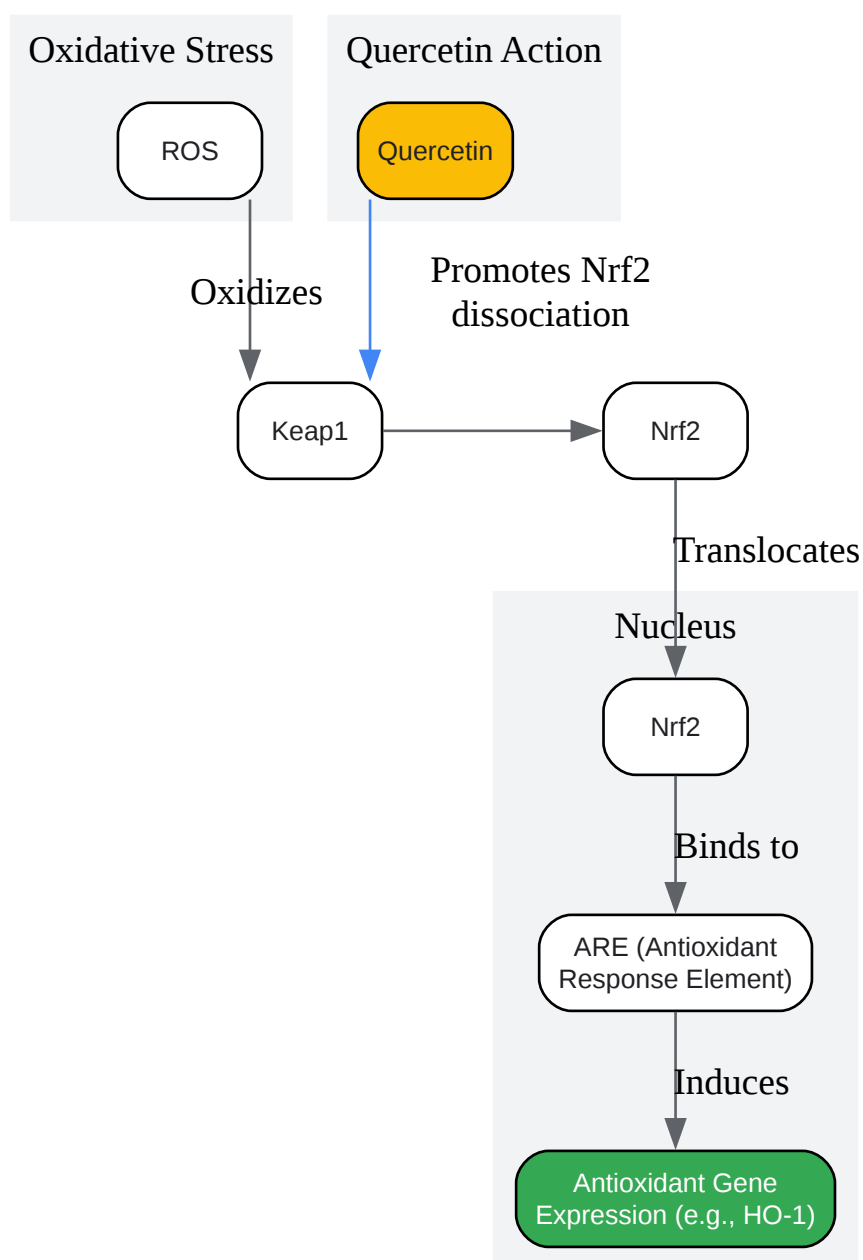 Oxidative Stress
Quercetin Action
ROS
Quercetin
Oxidizes
Promotes Nrf2
dissociation
Keap1
Nrf2
Translocates
Nucleus
Nrf2
Binds to
ARE (Antioxidant
Response Element)
Induces
Antioxidant Gene
Expression (e.g., HO-1)